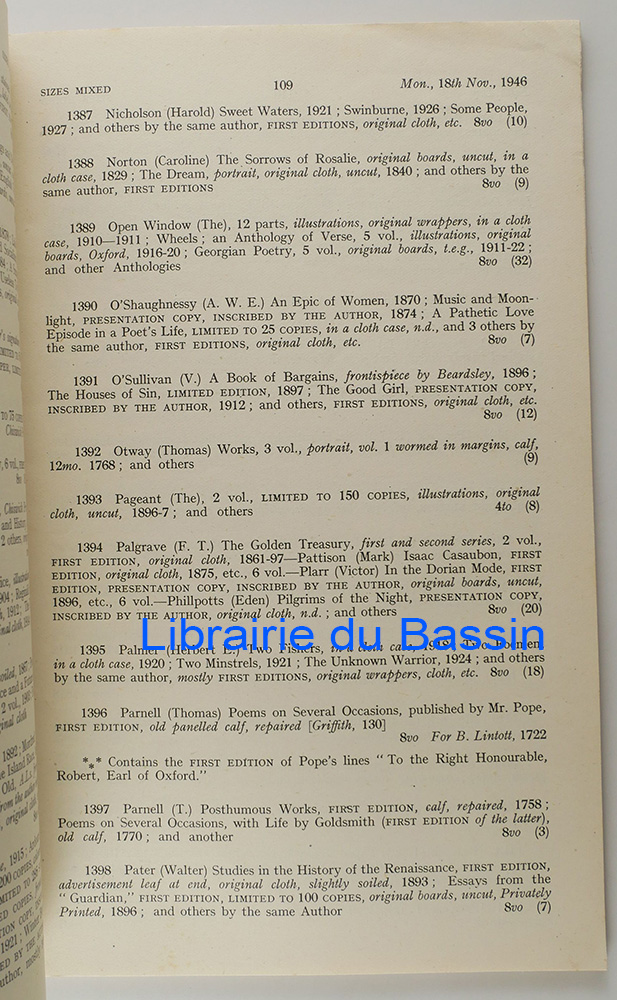 SIZES MIXED 109 Mon., 18th Nov., 1946
1387 Nicholson (Harold) Sweet Waters, 1921 ; Swinburne, 1926 ; Some People,
1927 ; and others by the same author, FIRST EDITIONS, original cloth, etc. 8vo (10)
1388 Norton (Caroline) The Sorrows of Rosalie, original boards, uncut, in a
cloth case, 1829 ; The Dream, portrait, original cloth, uncut, 1840 ; and others by the
same author, FIRST EDITIONS 8vo (9)
1389 Open Window (The), 12 parts, illustrations, original wrappers, in a cloth
case, 1910—1911 ; Wheels ; an Anthology of Verse, 5 vol., illustrations, original
boards, Oxford, 1916-20 ; Georgian Poetry, 5 vol., original boards, t.e.g., 1911-22 ;
and other Anthologies 8vo (32)
1390 O'Shaughnessy (A. W. E.) An Epic of Women, 1870 ; Music and Moon-
light, PRESENTATION COPY, INSCRIBED BY THE AUTHOR, 1874 ; A Pathetic Love
Episode in a Poet's Life, LIMITED TO 25 COPIES, in a cloth case, n.d., and 3 others by
the same author, FIRST EDITIONS, original cloth, etc. 8vo (7)
1391 O'Sullivan (V.) A Book of Bargains, frontispiece by Beardsley, 1896 ;
The Houses of Sin, LIMITED EDITION, 1897 ; The Good Girl, PRESENTATION COPY,
INSCRIBED BY THE AUTHOR, 1912 ; and others, FIRST EDITIONS, original cloth, etc.
8vo (12)
1392 Otway (Thomas) Works, 3 vol., portrait, vol. 1 wormed in margins, calf,
12mo. 1768 ; and others (9)
1393 Pageant (The), 2 vol., LIMITED TO 150 COPIES, illustrations, original
cloth, uncut, 1896-7 ; and others 4to (8)
1394 Palgrave (F. T.) The Golden Treasury, first and second series, 2 vol.,
FIRST EDITION, original cloth, 1861-97—Pattison (Mark) Isaac Casaubon, FIRST
EDITION, original cloth, 1875, etc., 6 vol.—Plarr (Victor) In the Dorian Mode, FIRST
EDITION, PRESENTATION COPY, INSCRIBED BY THE AUTHOR, original boards, uncut,
1896, etc., 6 vol.—Phillpotts (Eden) Pilgrims of the Night, PRESENTATION COPY,
INSCRIBED BY THE AUTHOR, original cloth, n.d. ; and others 8vo (20)
Librairie du Bassin
1395 Palmer (Herbert E.) Two Fishers, in a cloth case, 1918 ; Two Foemen,
in a cloth case, 1920 ; Two Minstrels, 1921 ; The Unknown Warrior, 1924 ; and others
by the same author, mostly FIRST EDITIONS, original wrappers, cloth, etc. 8vo (18)
1396 Parnell (Thomas) Poems on Several Occasions, published by Mr. Pope,
FIRST EDITION, old panelled calf, repaired [Griffith, 130]
8vo For B. Lintott, 1722
*** Contains the FIRST EDITION of Pope's lines " To the Right Honourable,
Robert, Earl of Oxford."
1397 Parnell (T.) Posthumous Works, FIRST EDITION, calf, repaired, 1758 ;
Poems on Several Occasions, with Life by Goldsmith (FIRST EDITION of the latter),
old calf, 1770 ; and another 8vo (3)
1398 Pater (Walter) Studies in the History of the Renaissance, FIRST EDITION,
advertisement leaf at end, original cloth, slightly soiled, 1893 ; Essays from the
" Guardian," FIRST EDITION, LIMITED TO 100 COPIES, original boards, uncut, Privately
Printed, 1896 ; and others by the same Author 8vo (7)